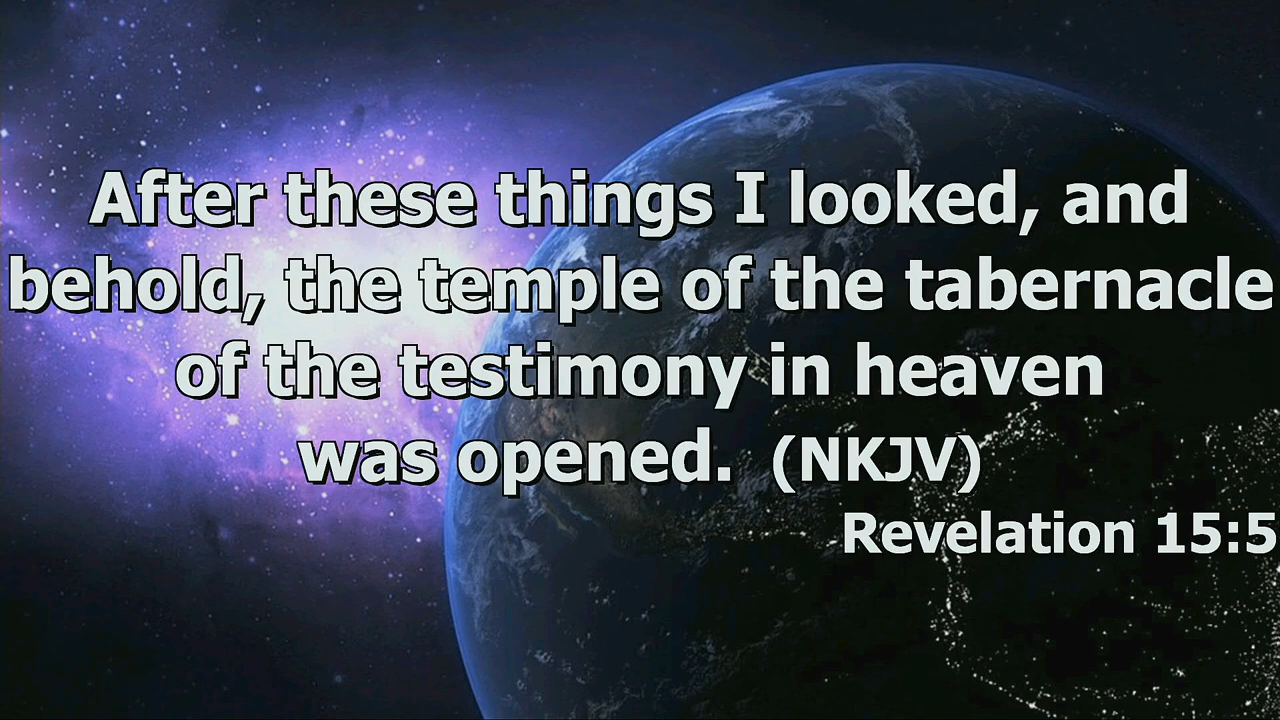 After these things I looked, and
behold, the temple of the tabernacle
of the testimony in heaven
was opened. (NKJV)
Revelation 15:5